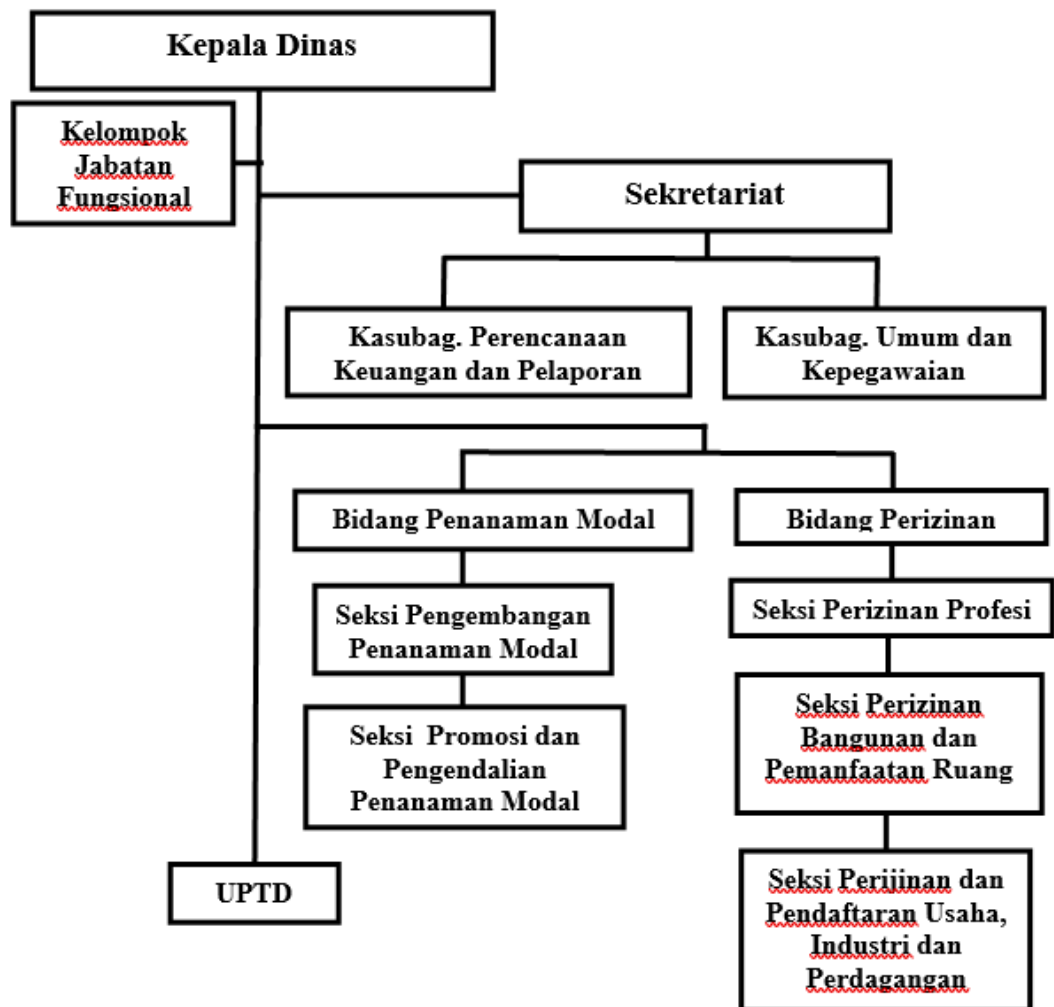 Kepala Dinas
Kelompok
Jabatan
Fungsional
Sekretariat
Kasubag. Perencanaan
Keuangan dan Pelaporan
Kasubag. Umum dan
Kepegawaian
Bidang Penanaman Modal
Bidang Perizinan
Seksi Pengembangan
Penanaman Modal
Seksi Perizinan Profesi
Seksi Promosi dan
Pengendalian
Penanaman Modal
Seksi Perizinan
Bangunan dan
Pemanfaatan Ruang
UPTD
Seksi Perijinan dan
Pendaftaran Usaha,
Industri dan
Perdagangan